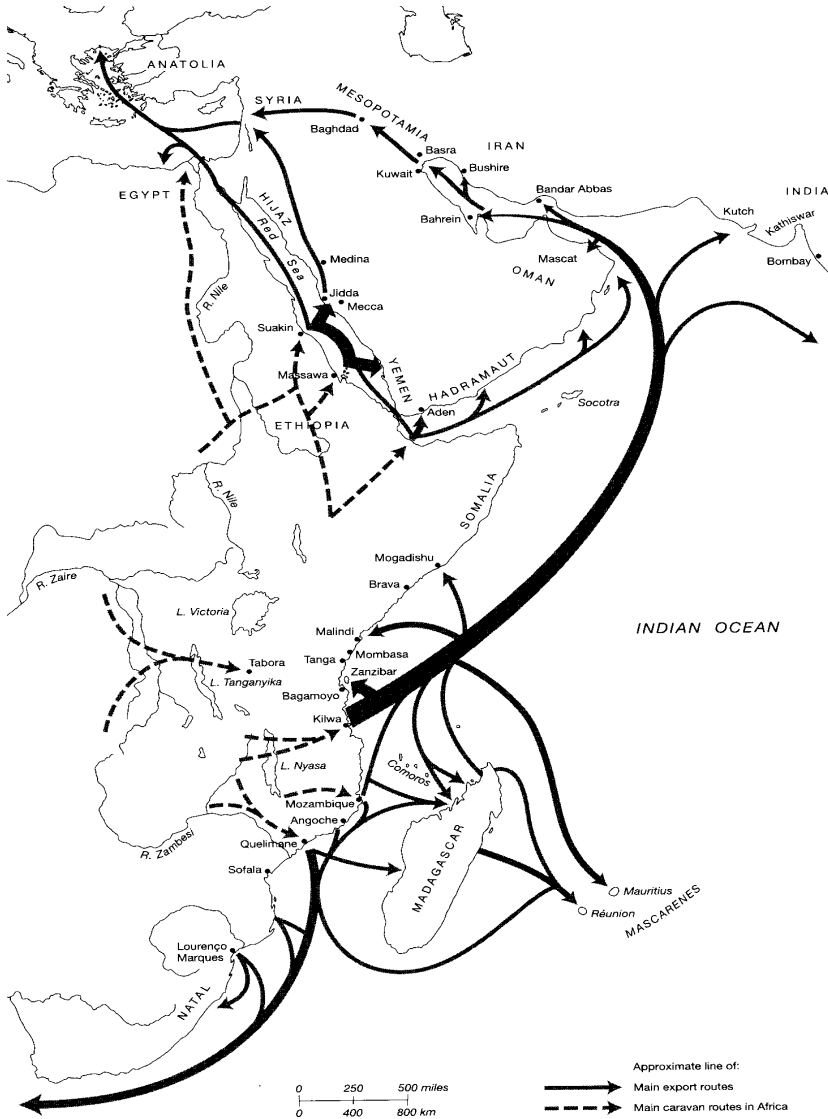 ANATOLIA
SYRIA
MESOPOTAMIA
Baghdad
IRAN
Basra
Kuwait
Bushire
Bandar Abbas
INDIA
EGYPT
HIJAZ
Red Sea
Bahrein
Kutch
Kathiswar
Bombay
Mascat
Medina
OMAN
R. Nile
Jidda
Mecca
Suakin
YEMEN
HADRAMAUT
Massawa
Aden
Socotra
ETHIOPIA
R. Nile
SOMALIA
Mogadishu
R. Zaire
Brava
L. Victoria
Malindi
INDIAN OCEAN
Tabora
Tanga
Mombasa
L. Tanganyika
Zanzibar
Bagamoyo
Kilwa
L. Nyasa
Comoros
Mozambique
Angoche
R. Zambesi
Quelimane
MADAGASCAR
Sofala
Mauritius
Réunion
MASCARENES
Lourenço
Marques
NATAL
Approximate line of:
0 250 500 miles
Main export routes
0 400 800 km
Main caravan routes in Africa